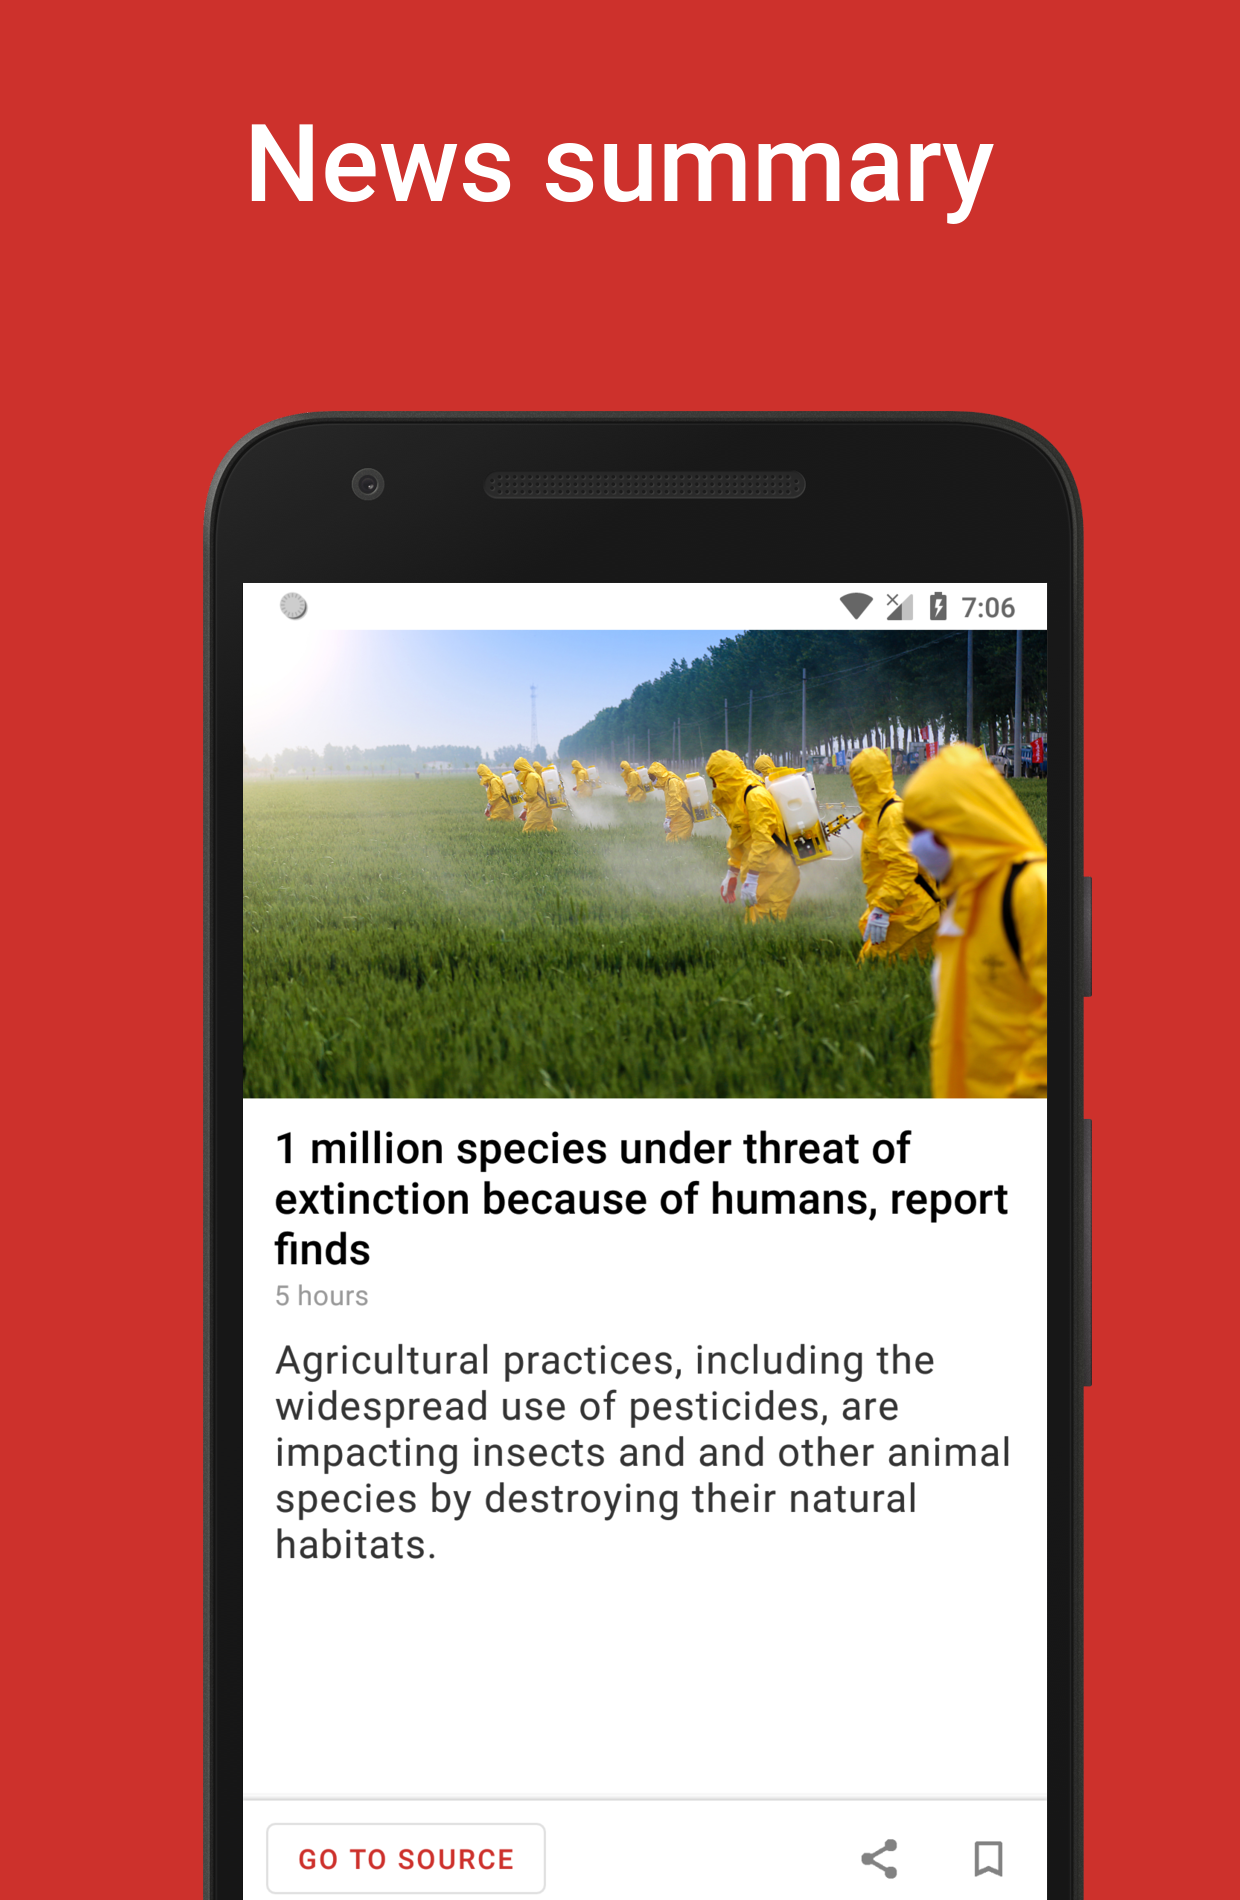 News summary
7:06
1 million species under threat of
extinction because of humans, report
finds
5 hours
Agricultural practices, including the
widespread use of pesticides, are
impacting insects and and other animal
species by destroying their natural
habitats.
GO TO SOURCE